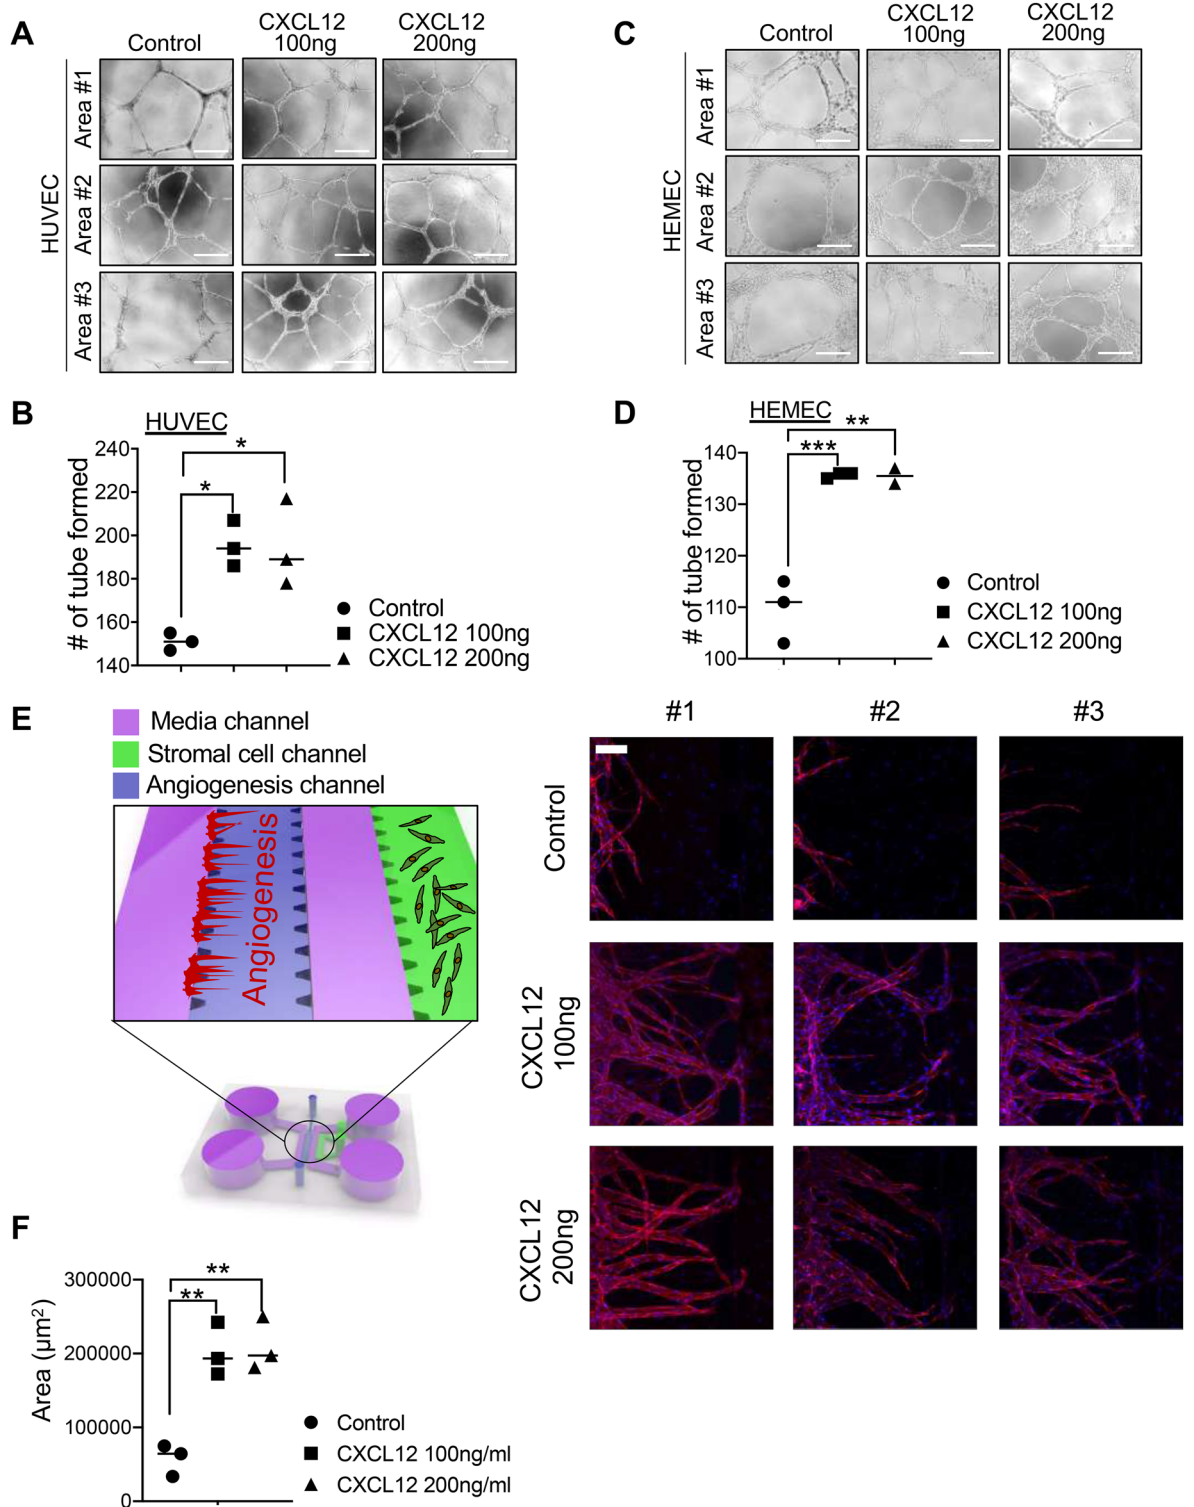 A
Control
CXCL12
100ng
CXCL12
200ng
HUVEC
Area #1
Area #2
Area #3
C
Control
CXCL12
100ng
CXCL12
200ng
HEMEC
Area #1
Area #2
Area #3
B
HUVEC
# of tube formed
240
220
200
180
160
140
*
*
Control
CXCL12 100ng
CXCL12 200ng
D
HEMEC
# of tube formed
140
130
120
110
100
**
***
Control
CXCL12 100ng
CXCL12 200ng
E
Media channel
Stromal cell channel
Angiogenesis channel
Angiogenesis
#1
#2
#3
Control
CXCL12
100ng
CXCL12
200ng
F
Area (µm²)
300000
200000
100000
0
**
**
Control
CXCL12 100ng/ml
CXCL12 200ng/ml